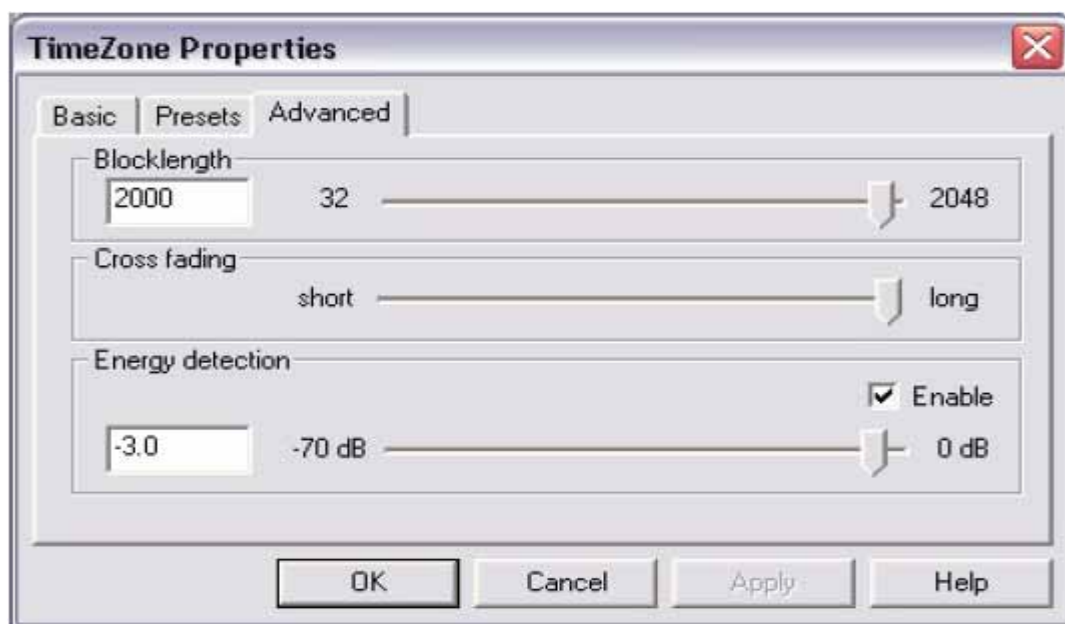 TimeZone Properties
Basic Presets Advanced
Blocklength
2000 32 2048
Cross fading
short long
Energy detection
Enable
-3.0 -70 dB 0 dB
OK Cancel Apply Help